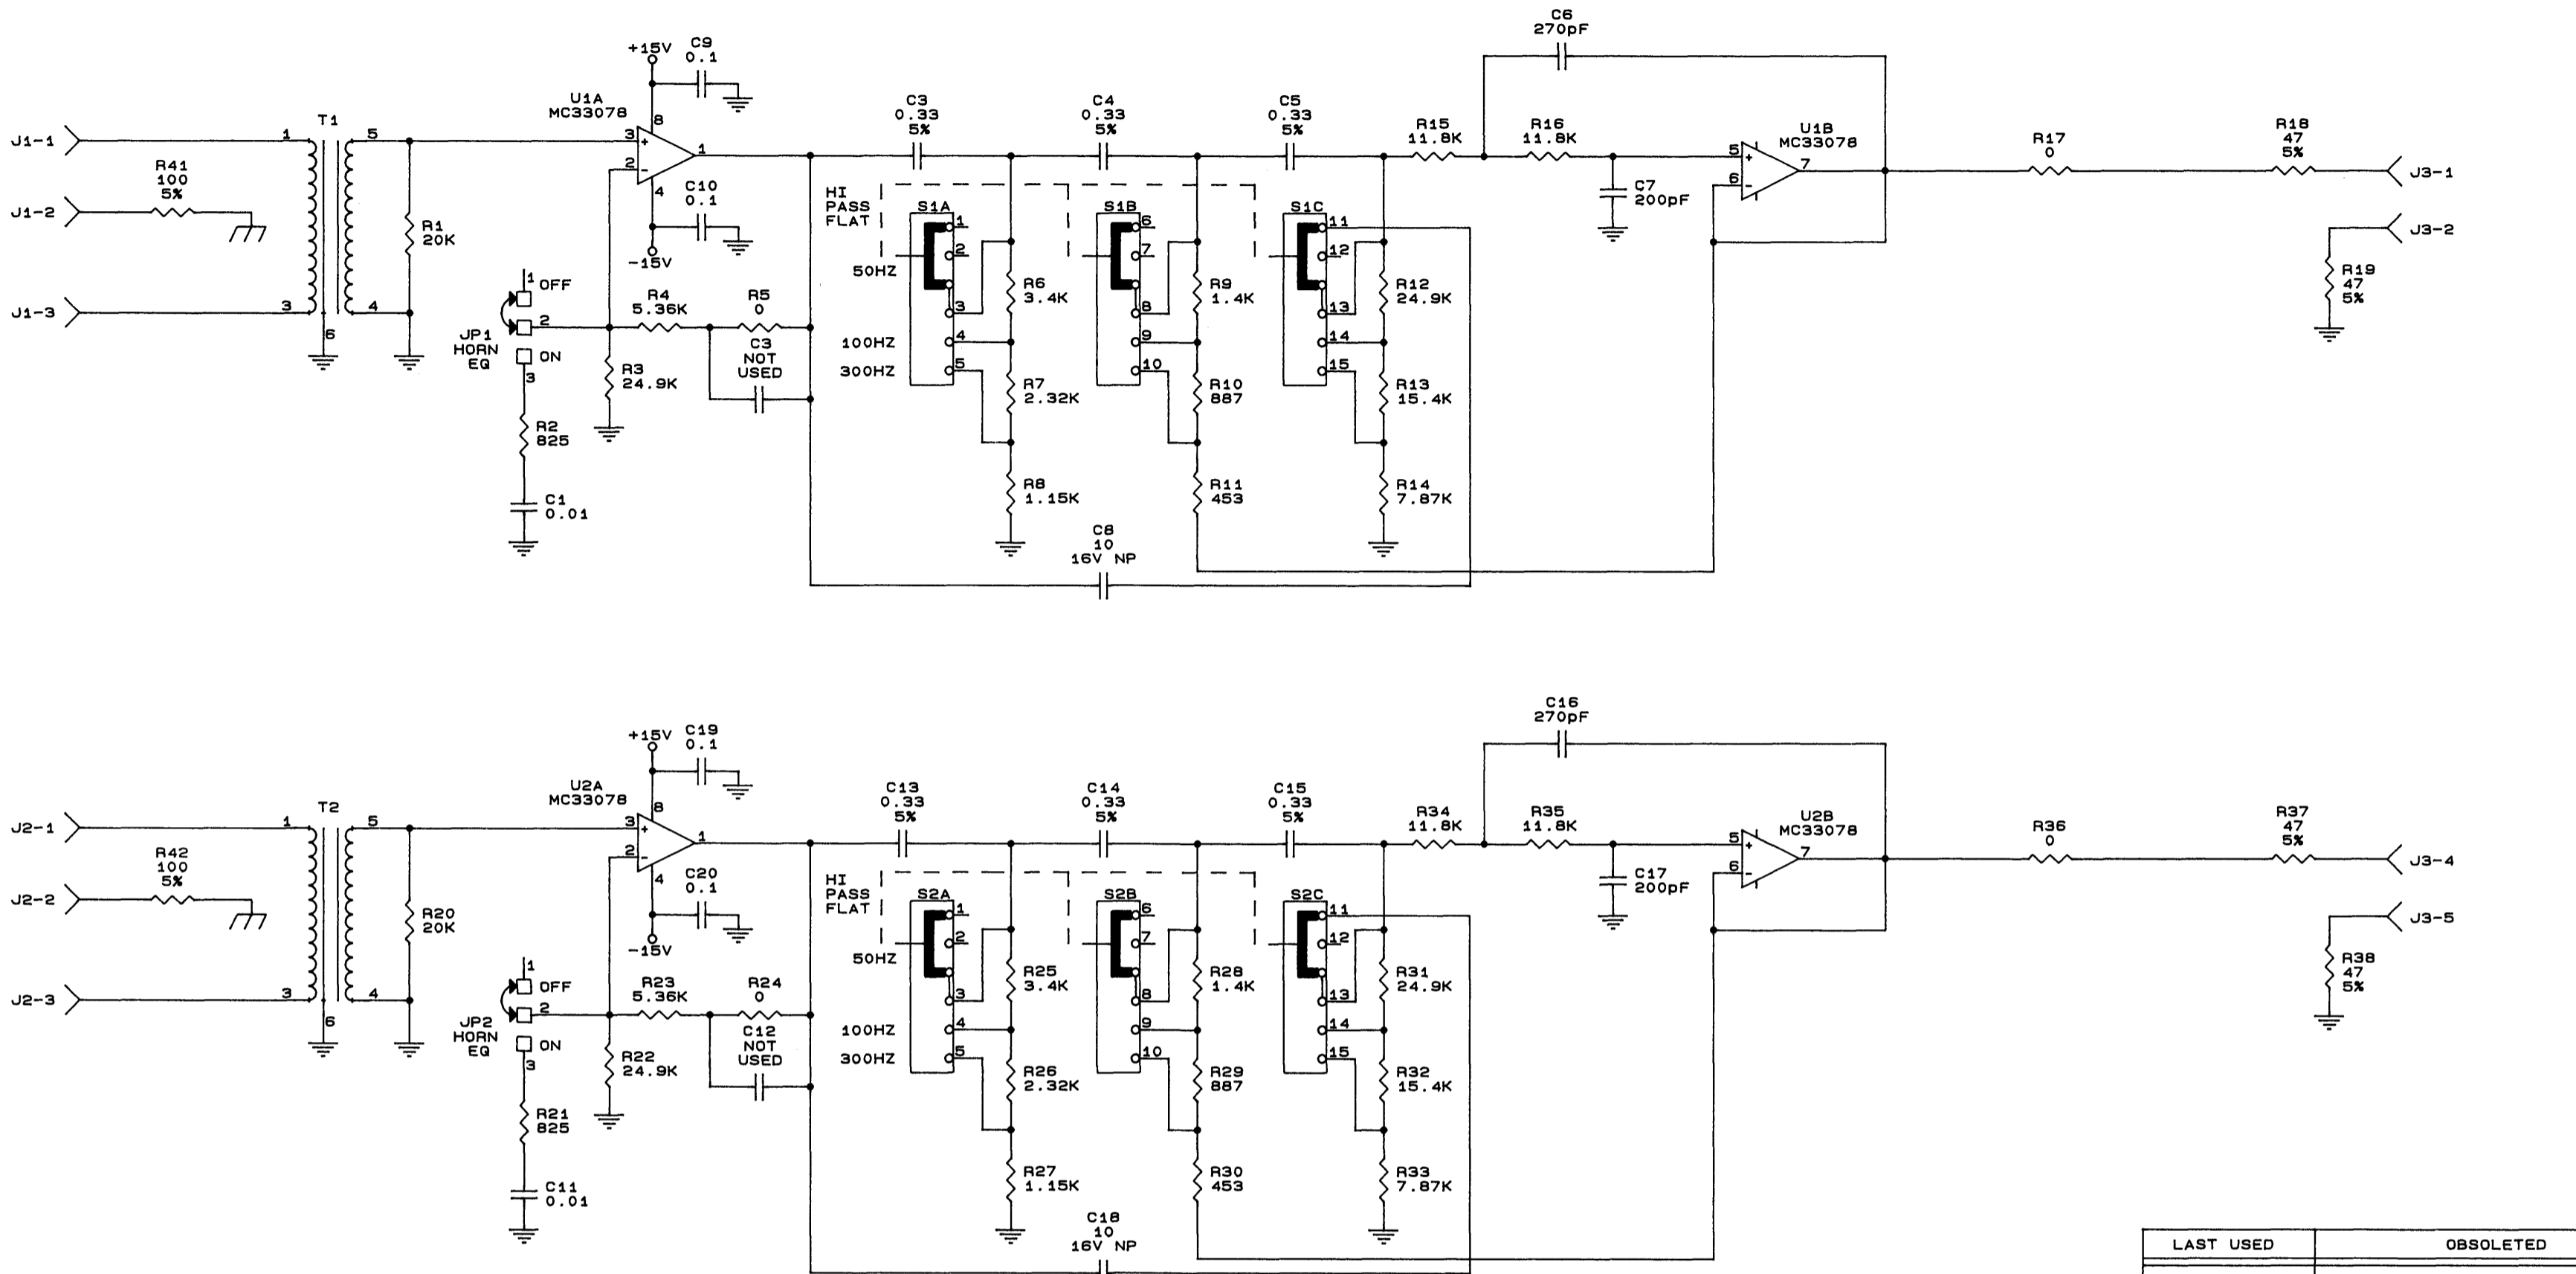 C6
270pF
+15V
C9
0.1
U1A
MC33078
8
3
+
2
-
1
4
C10
0.1
-15V
J1-1
R41
100
5%
J1-2
J1-3
T1
1
5
3
4
6
R1
20K
1
OFF
2
JP1
HORN
EQ
ON
3
R2
825
C1
0.01
R3
24.9K
R4
5.36K
R5
0
C3
NOT
USED
C3
0.33
5%
C4
0.33
5%
C5
0.33
5%
HI
PASS
FLAT
50HZ
100HZ
300HZ
S1A
1
2
3
4
5
R6
3.4K
R7
2.32K
R8
1.15K
S1B
6
7
8
9
10
R9
1.4K
R10
887
R11
453
S1C
11
12
13
14
15
R12
24.9K
R13
15.4K
R14
7.87K
C8
10
16V NP
R15
11.8K
R16
11.8K
C7
200pF
U1B
MC33078
5
+
6
-
7
R17
0
R18
47
5%
J3-1
J3-2
R19
47
5%
C16
270pF
+15V
C19
0.1
U2A
MC33078
8
3
+
2
-
1
4
C20
0.1
-15V
J2-1
R42
100
5%
J2-2
J2-3
T2
1
5
3
4
6
R20
20K
1
OFF
2
JP2
HORN
EQ
ON
3
R21
825
C11
0.01
R22
24.9K
R23
5.36K
R24
0
C12
NOT
USED
C13
0.33
5%
C14
0.33
5%
C15
0.33
5%
HI
PASS
FLAT
50HZ
100HZ
300HZ
S2A
1
2
3
4
5
R25
3.4K
R26
2.32K
R27
1.15K
S2B
6
7
8
9
10
R28
1.4K
R29
887
R30
453
S2C
11
12
13
14
15
R31
24.9K
R32
15.4K
R33
7.87K
C18
10
16V NP
R34
11.8K
R35
11.8K
C17
200pF
U2B
MC33078
5
+
6
-
7
R36
0
R37
47
5%
J3-4
J3-5
R38
47
5%
LAST USED
OBSOLETED